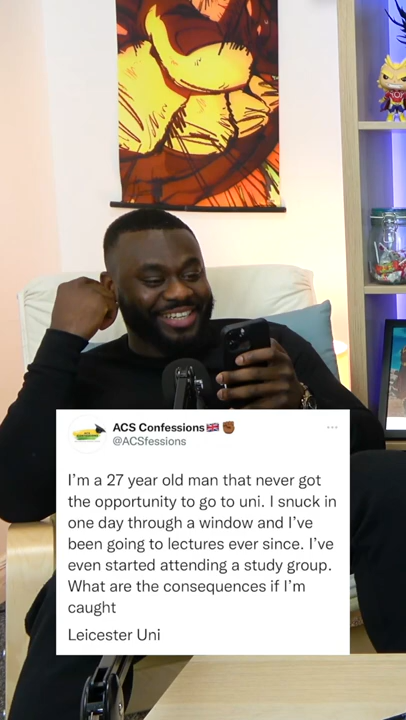 ACS Confessions🇬🇧✊🏾
@ACSfessions
I'm a 27 year old man that never got
the opportunity to go to uni. I snuck in
one day through a window and I've
been going to lectures ever since. I've
even started attending a study group.
What are the consequences if I'm
caught
Leicester Uni